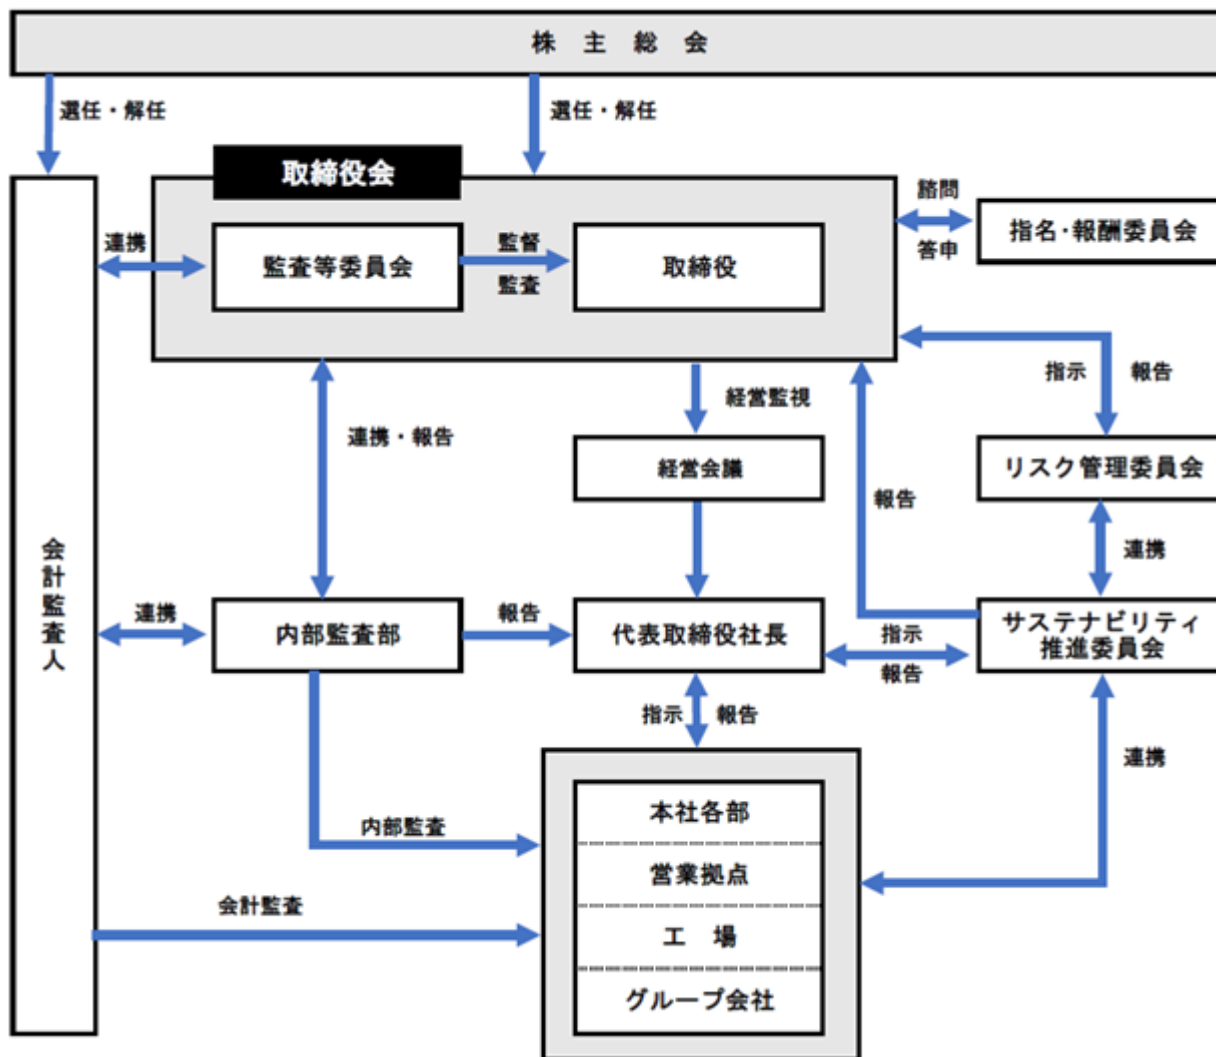 株 主 総 会
選任・解任
選任・解任
取締役会
諮問
指名・報酬委員会
答申
連携
監査等委員会
監督
監査
取締役
指示
報告
経営監視
連携・報告
経営会議
リスク管理委員会
報告
連携
会計監査人
連携
内部監査部
報告
代表取締役社長
指示
報告
サステナビリティ
推進委員会
指示
報告
連携
本社各部
内部監査
営業拠点
会計監査
工 場
グループ会社